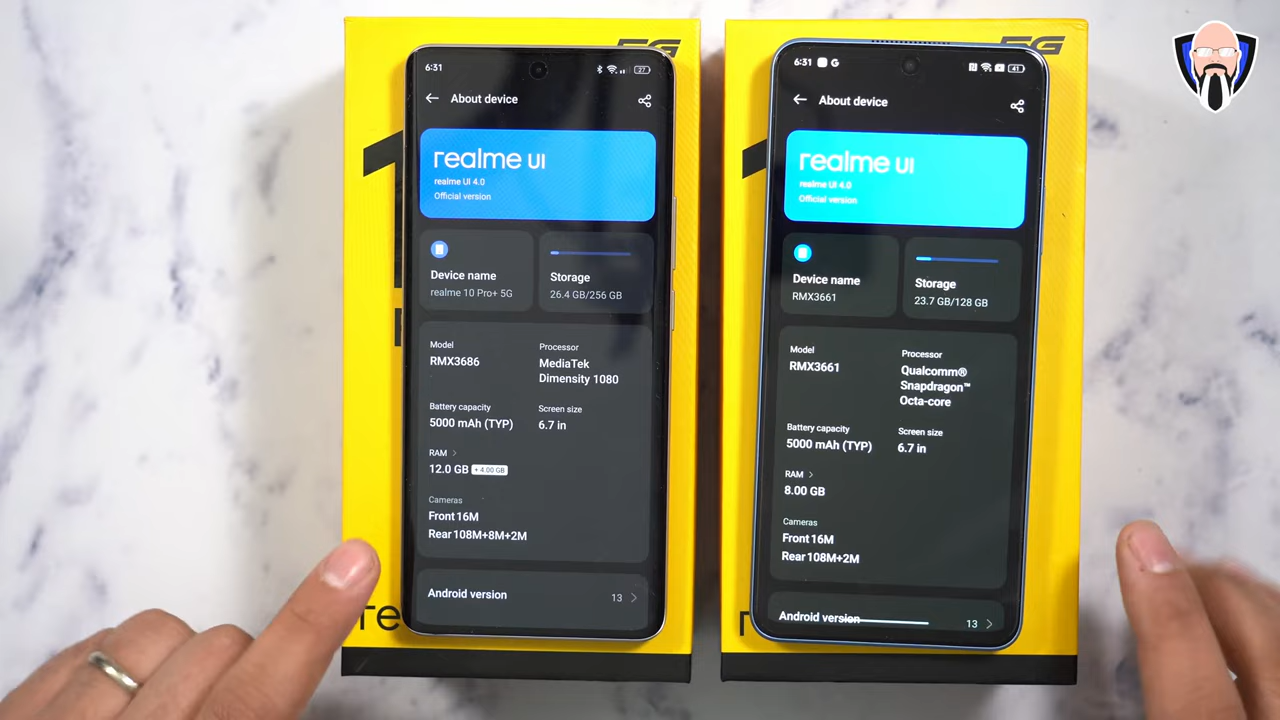 5G
6:31
27
About device
realme UI
realme UI 4.0
Official version
Device name
realme 10 Pro+ 5G
Storage
26.4 GB/256 GB
Model
RMX3686
Processor
MediaTek
Dimensity 1080
Battery capacity
5000 mAh (TYP)
Screen size
6.7 in
RAM
12.0 GB + 4.00 GB
Cameras
Front 16M
Rear 108M+8M+2M
Android version
13
re
5G
6:31 G
41
About device
realme UI
realme UI 4.0
Official version
Device name
RMX3661
Storage
23.7 GB/128 GB
Model
RMX3661
Processor
Qualcomm®
Snapdragon™
Octa-core
Battery capacity
5000 mAh (TYP)
Screen size
6.7 in
RAM
8.00 GB
Cameras
Front 16M
Rear 108M+2M
Android version
13